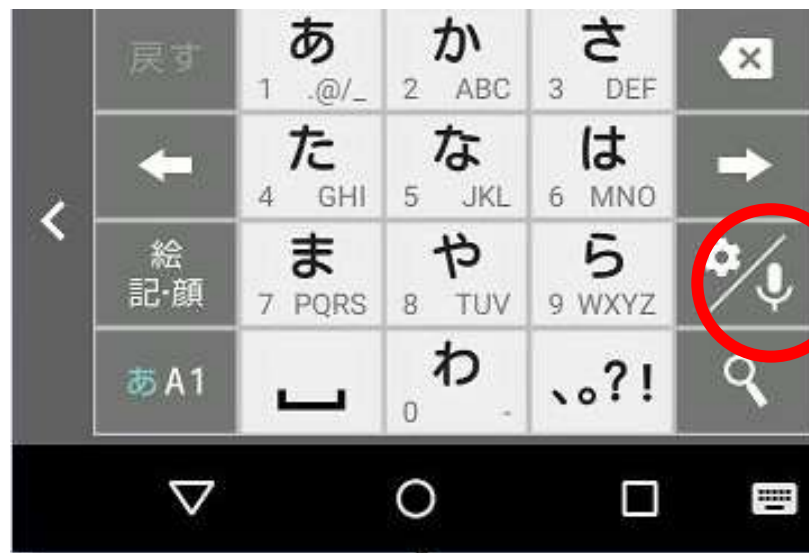 戻す あ か さ
1 .@/_ 2 ABC 3 DEF
た な は
4 GHI 5 JKL 6 MNO
絵
記・顔
ま や ら
7 PQRS 8 TUV 9 WXYZ
あA1 わ 、。?!
0 -